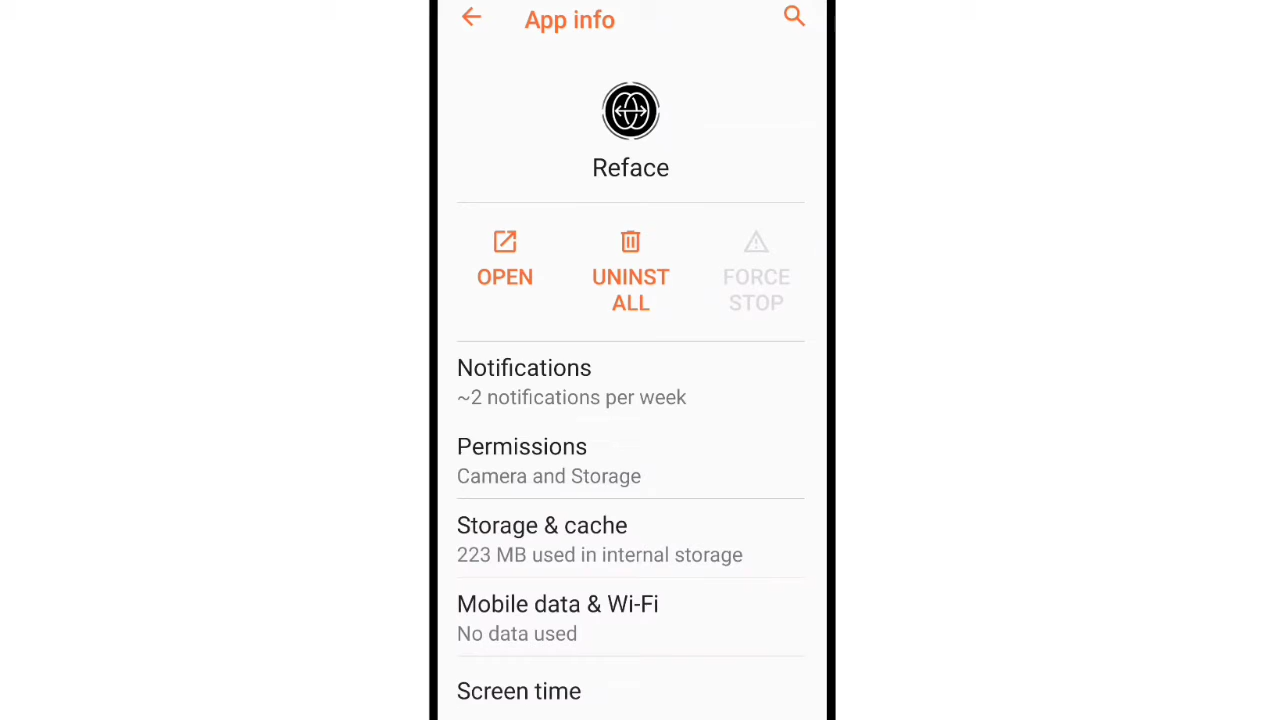 App info
Reface
OPEN
UNINST
ALL
FORCE
STOP
Notifications
~2 notifications per week
Permissions
Camera and Storage
Storage & cache
223 MB used in internal storage
Mobile data & Wi-Fi
No data used
Screen time